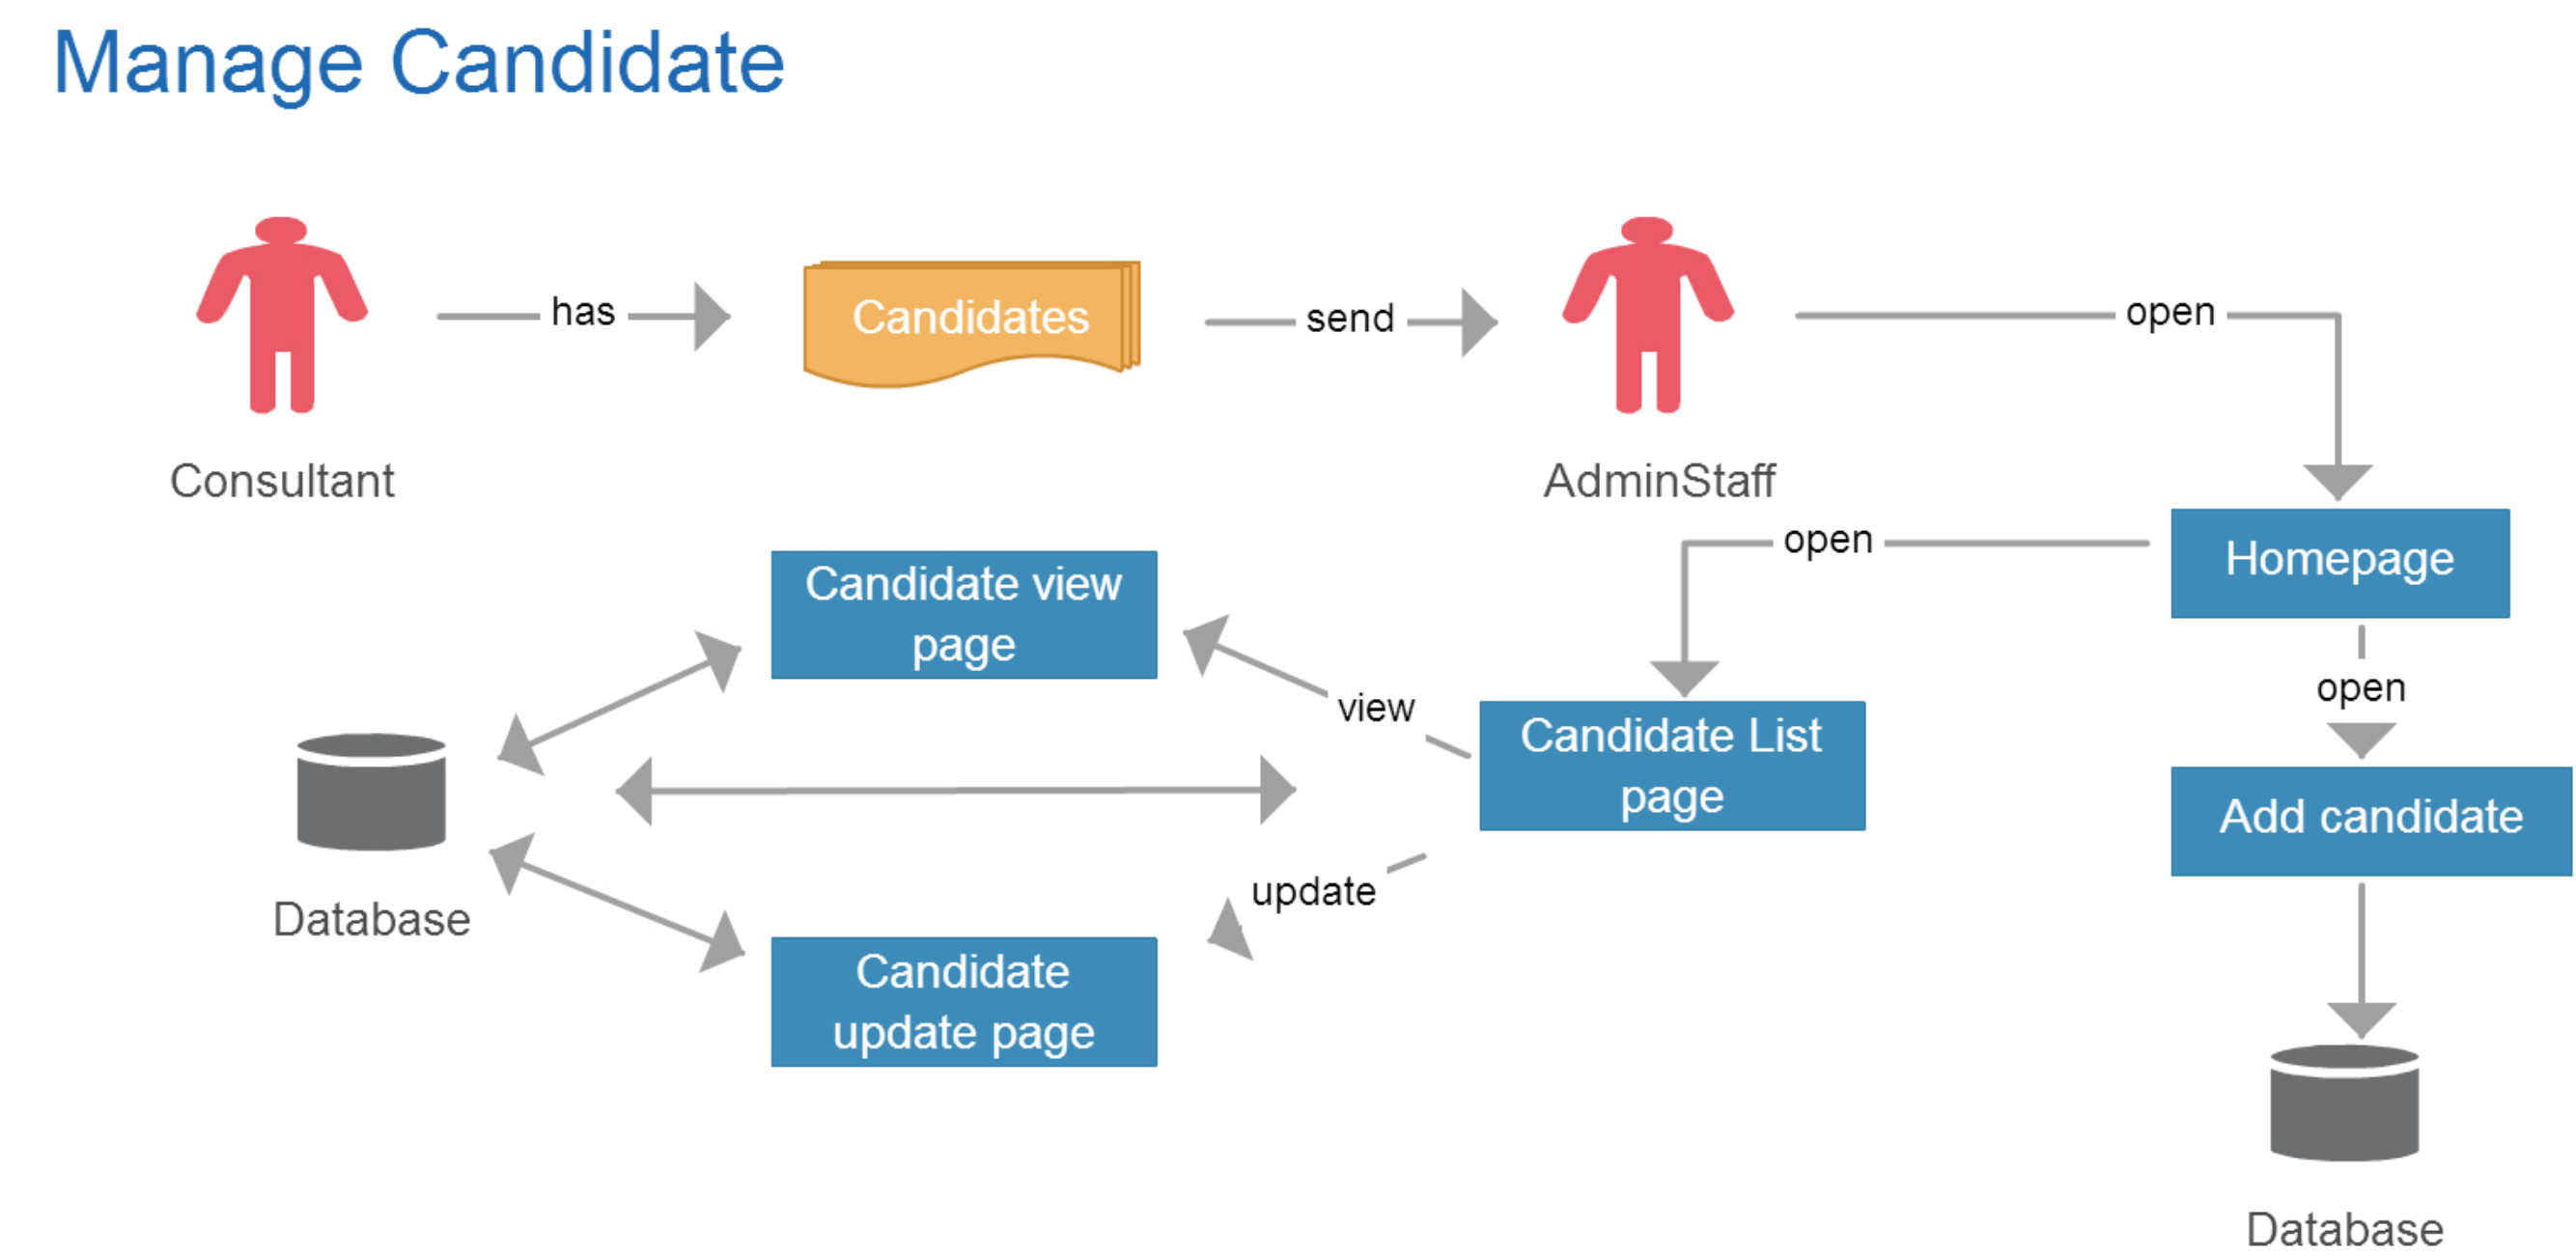 Manage Candidate
has
Candidates
send
open
Consultant
AdminStaff
open
Homepage
Candidate view
page
open
view
Candidate List
page
Add candidate
update
Database
Candidate
update page
Database